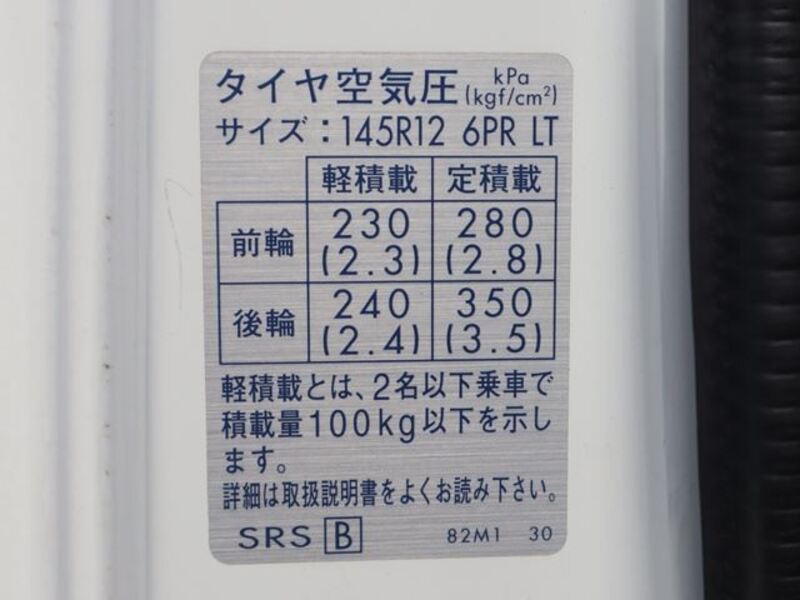 タイヤ空気圧 kPa (kgf/cm²)
サイズ：145R12 6PR LT
軽積載 定積載
前輪 230 (2.3) 280 (2.8)
後輪 240 (2.4) 350 (3.5)
軽積載とは、2名以下乗車で
積載量100kg以下を示し
ます。
詳細は取扱説明書をよくお読み下さい。
SRS B 82M1 30